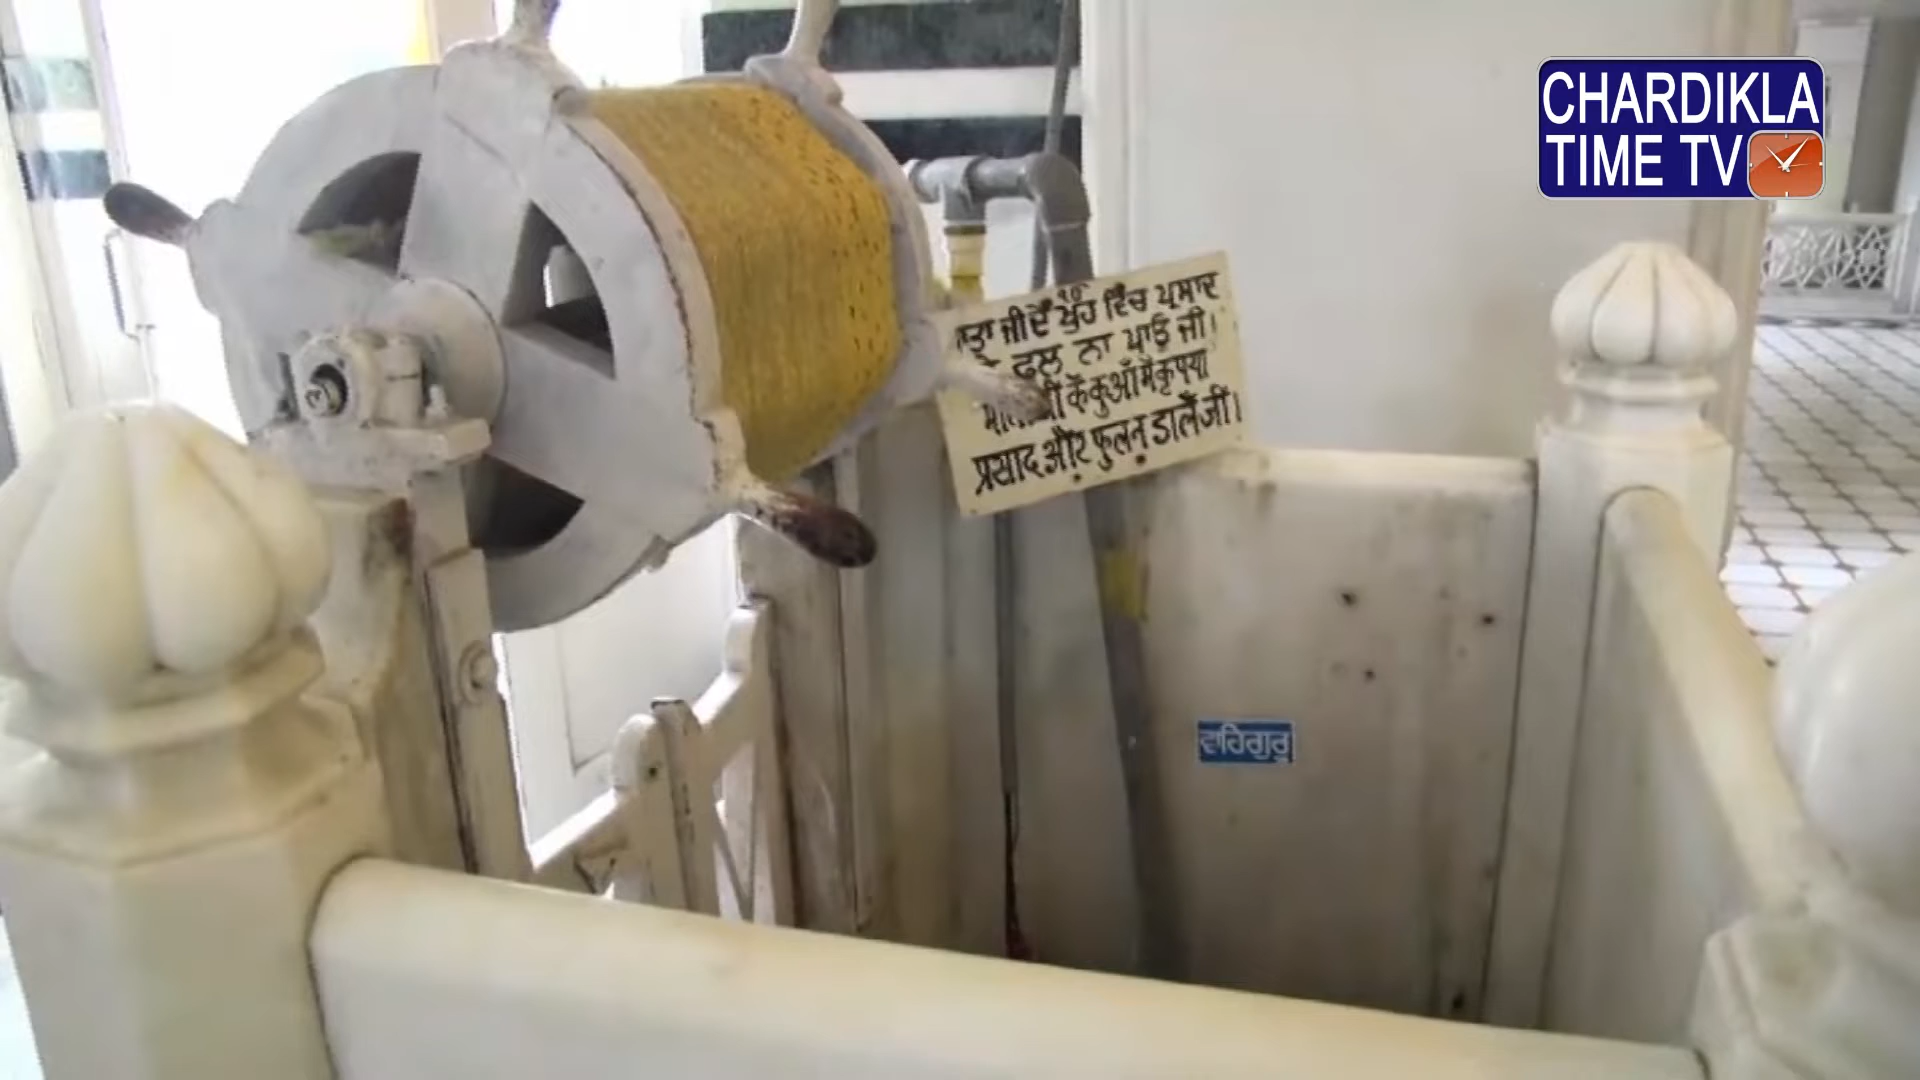 CHARDIKLA
TIME TV
ਜੀ ਦੇ ਖੂਹ ਵਿੱਚ ਪ੍ਰਸਾਦ
ਫੁਲ ਨਾ ਪਾਓ ਜੀ।
जी के कुआँ मे कृपया
प्रसाद और फुल न डाले जी।
ਵਾਹਿਗੁਰੂ